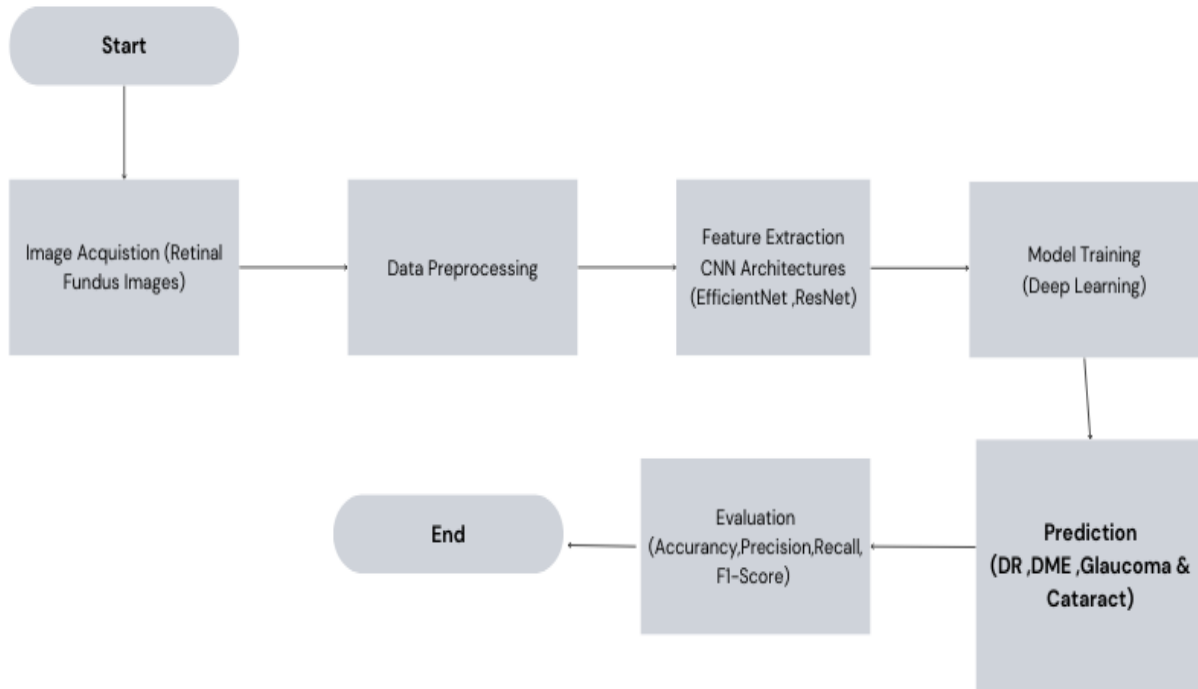 Start
Image Acquistion (Retinal
Fundus Images)
Data Preprocessing
Feature Extraction
CNN Architectures
(EfficientNet ,ResNet)
Model Training
(Deep Learning)
Prediction
(DR ,DME ,Glaucoma &
Cataract)
Evaluation
(Accurancy,Precision,Recall,
F1-Score)
End